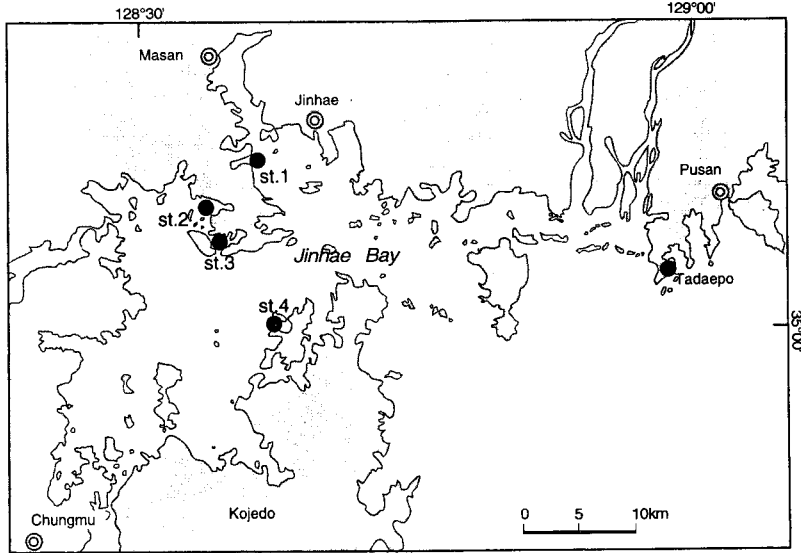 128°30'
129°00'
Masan
Jinhae
st.1
Pusan
st.2
st.3
Jinhae Bay
Tadaepo
st.4
35°00'
Kojedo
0 5 10km
Chungmu